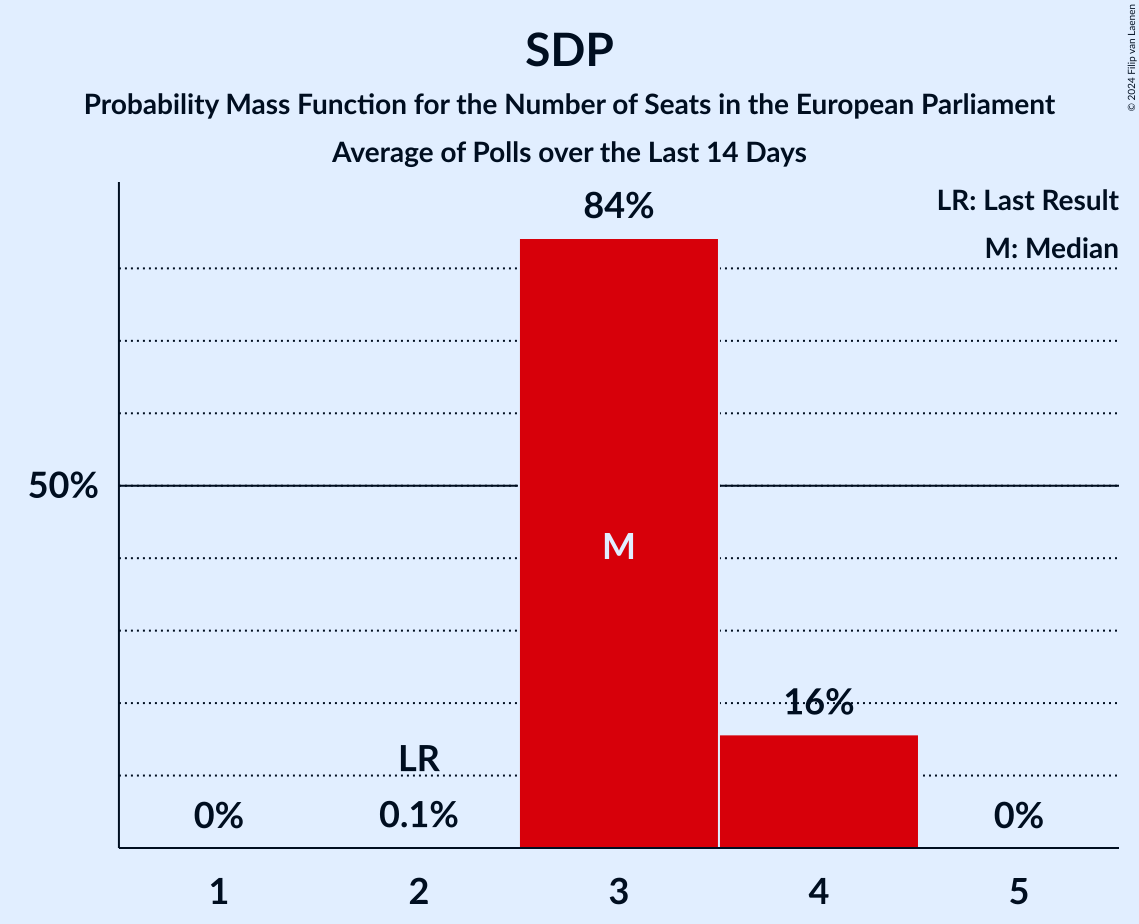 SDP
Probability Mass Function for the Number of Seats in the European Parliament
Average of Polls over the Last 14 Days
© 2024 Filip van Laenen
LR: Last Result
M: Median
84%
50%
M
16%
LR
0%
0.1%
0%
1 2 3 4 5